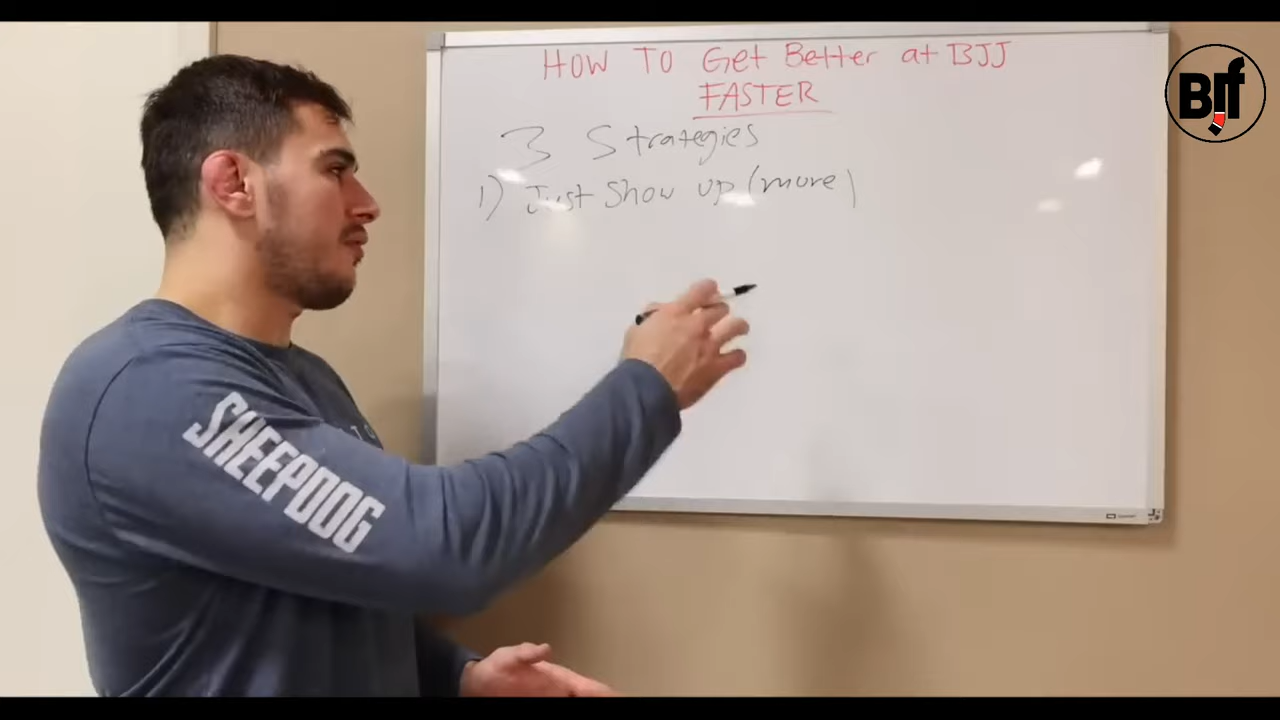 HOW TO Get Better at BJJ
FASTER
3 Strategies
1) Just Show up (more)
SHEEPDOG
BJJf